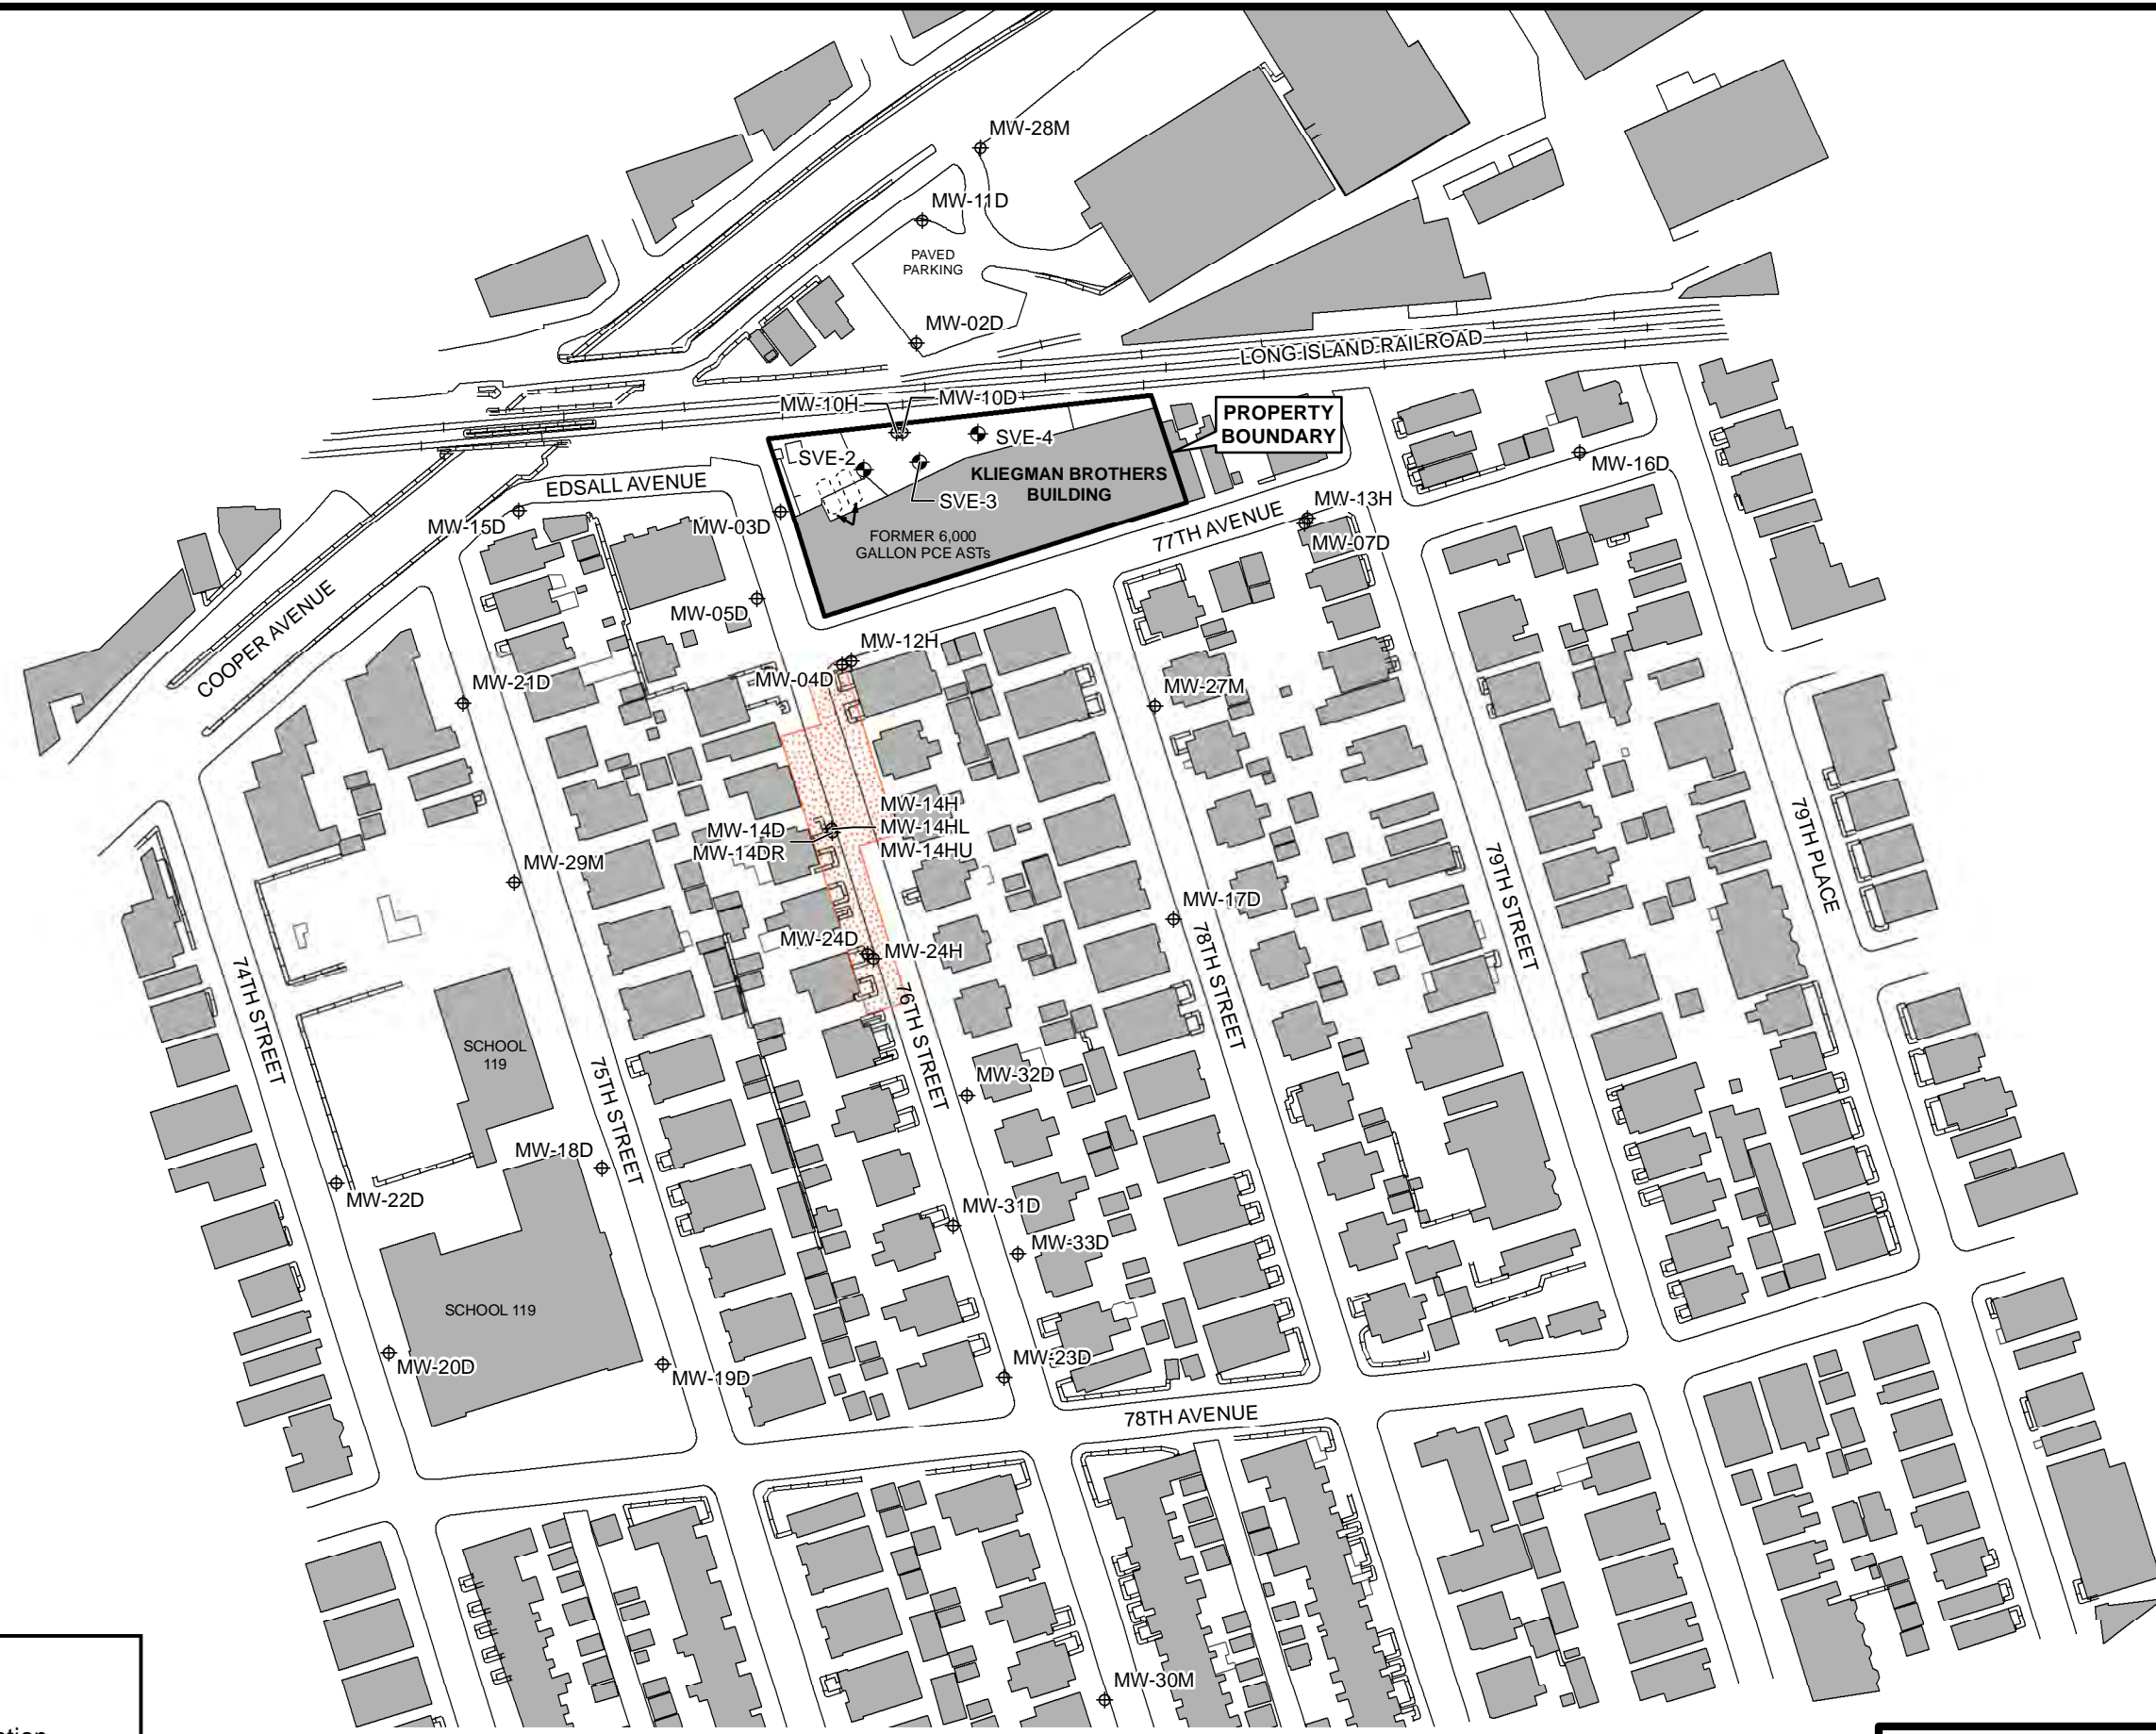 MW-28M
MW-11D
PAVED
PARKING
MW-02D
LONG ISLAND RAILROAD
MW-10H
MW-10D
PROPERTY
BOUNDARY
SVE-4
SVE-2
MW-16D
KLIEGMAN BROTHERS
BUILDING
EDSALL AVENUE
SVE-3
MW-13H
MW-15D
MW-03D
77TH AVENUE
FORMER 6,000
GALLON PCE ASTs
MW-07D
COOPER AVENUE
MW-05D
MW-12H
MW-04D
MW-21D
MW-27M
MW-14H
MW-14D
MW-14HL
MW-14DR
MW-14HU
79TH PLACE
MW-29M
79TH STREET
MW-17D
MW-24D
MW-24H
78TH STREET
74TH STREET
76TH STREET
SCHOOL
119
75TH STREET
MW-32D
MW-18D
MW-22D
MW-31D
MW-33D
SCHOOL 119
MW-20D
MW-19D
MW-23D
78TH AVENUE
MW-30M